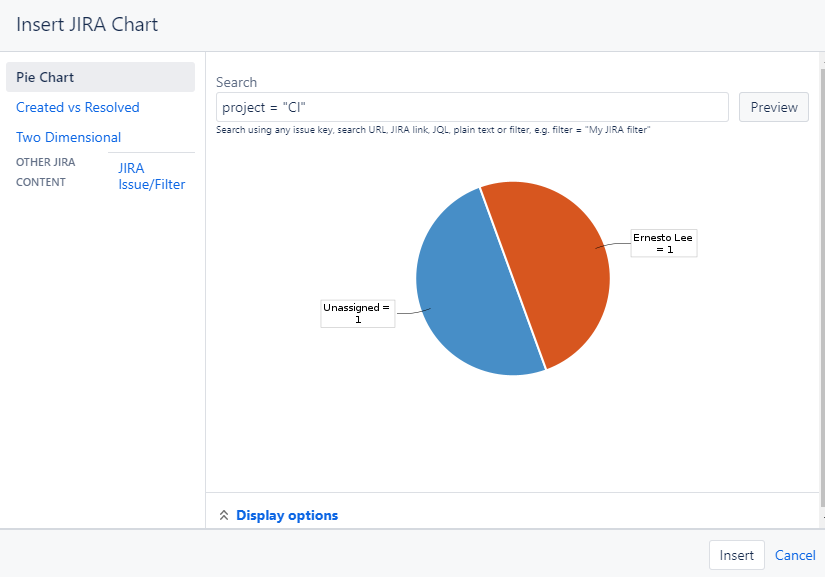 Insert JIRA Chart
Pie Chart
Created vs Resolved
Two Dimensional
OTHER JIRA
CONTENT
JIRA
Issue/Filter
Search
project = "CI"
Preview
Search using any issue key, search URL, JIRA link, JQL, plain text or filter, e.g. filter = "My JIRA filter"
Ernesto Lee
= 1
Unassigned =
1
Display options
Insert
Cancel